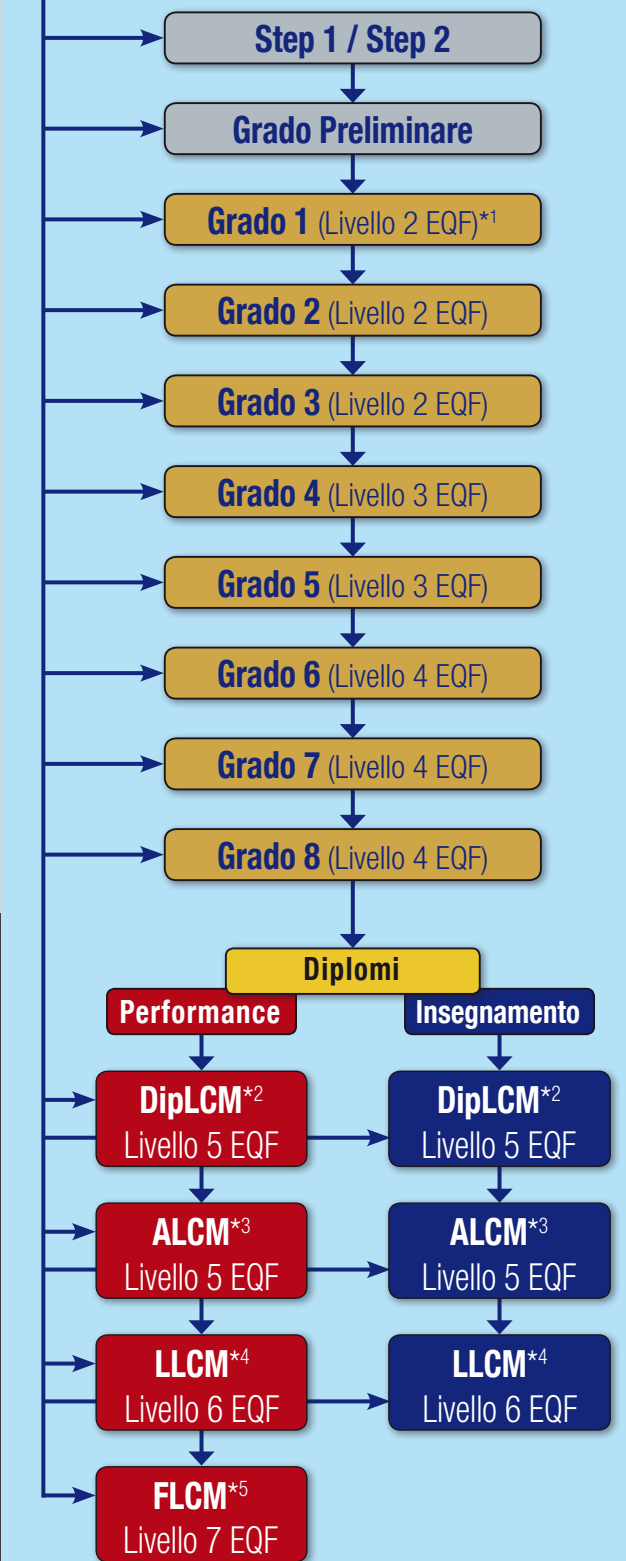 Step 1 / Step 2
Grado Preliminare
Grado 1 (Livello 2 EQF)*1
Grado 2 (Livello 2 EQF)
Grado 3 (Livello 2 EQF)
Grado 4 (Livello 3 EQF)
Grado 5 (Livello 3 EQF)
Grado 6 (Livello 4 EQF)
Grado 7 (Livello 4 EQF)
Grado 8 (Livello 4 EQF)
Diplomi
Performance
Insegnamento
DipLCM*2
Livello 5 EQF
DipLCM*2
Livello 5 EQF
ALCM*3
Livello 5 EQF
ALCM*3
Livello 5 EQF
LLCM*4
Livello 6 EQF
LLCM*4
Livello 6 EQF
FLCM*5
Livello 7 EQF